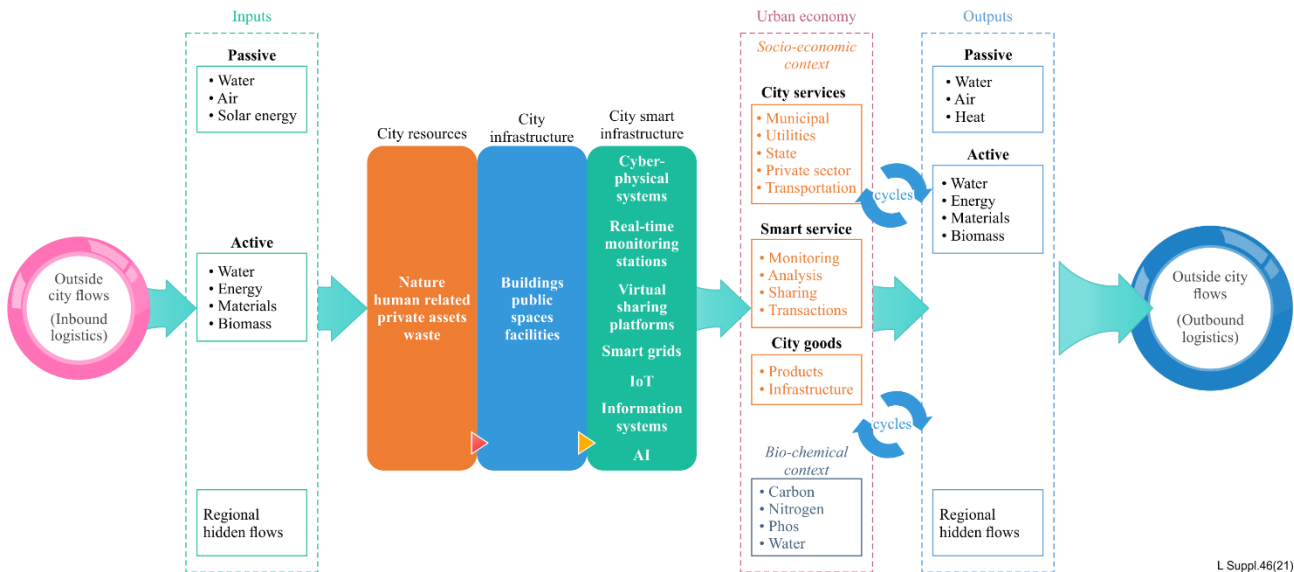 Inputs
Passive
• Water
• Air
• Solar energy
Active
• Water
• Energy
• Materials
• Biomass
Regional
hidden flows
Outside
city flows
(Inbound
logistics)
City resources
Nature
human related
private assets
waste
City
infrastructure
Buildings
public
spaces
facilities
City smart
infrastructure
Cyber-
physical
systems
Real-time
monitoring
stations
Virtual
sharing
platforms
Smart grids
IoT
Information
systems
AI
Urban economy
Socio-economic
context
City services
• Municipal
• Utilities
• State
• Private sector
• Transportation
Smart service
• Monitoring
• Analysis
• Sharing
• Transactions
City goods
• Products
• Infrastructure
Bio-chemical
context
• Carbon
• Nitrogen
• Phos
• Water
cycles
cycles
Outputs
Passive
• Water
• Air
• Heat
Active
• Water
• Energy
• Materials
• Biomass
Regional
hidden flows
Outside city
flows
(Outbound
logistics)
L Suppl.46(21)